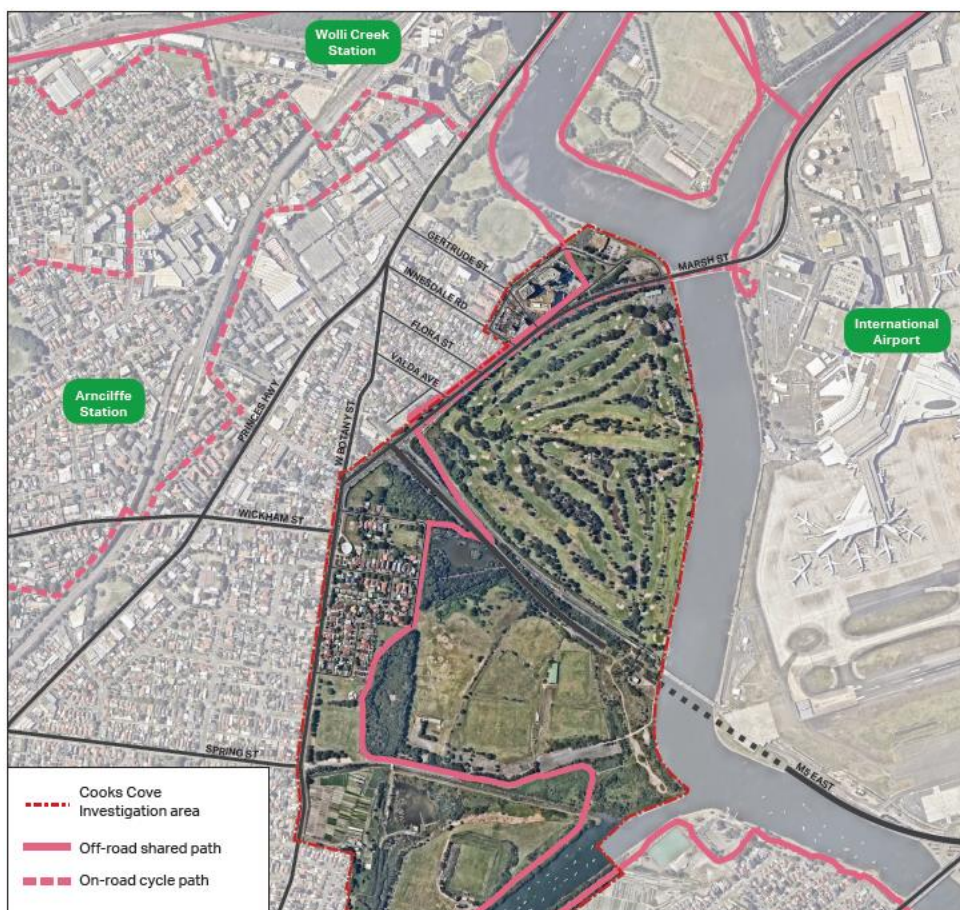 Wolli Creek
Station
GERTRUDE ST
INNESDALE RD
MARSH ST
FLORA ST
International
Airport
VALDA AVE
Arncilffe
Station
PRINCES HWY
W BOTANY ST
WICKHAM ST
SPRING ST
M5 EAST
Cooks Cove
Investigation area
Off-road shared path
On-road cycle path